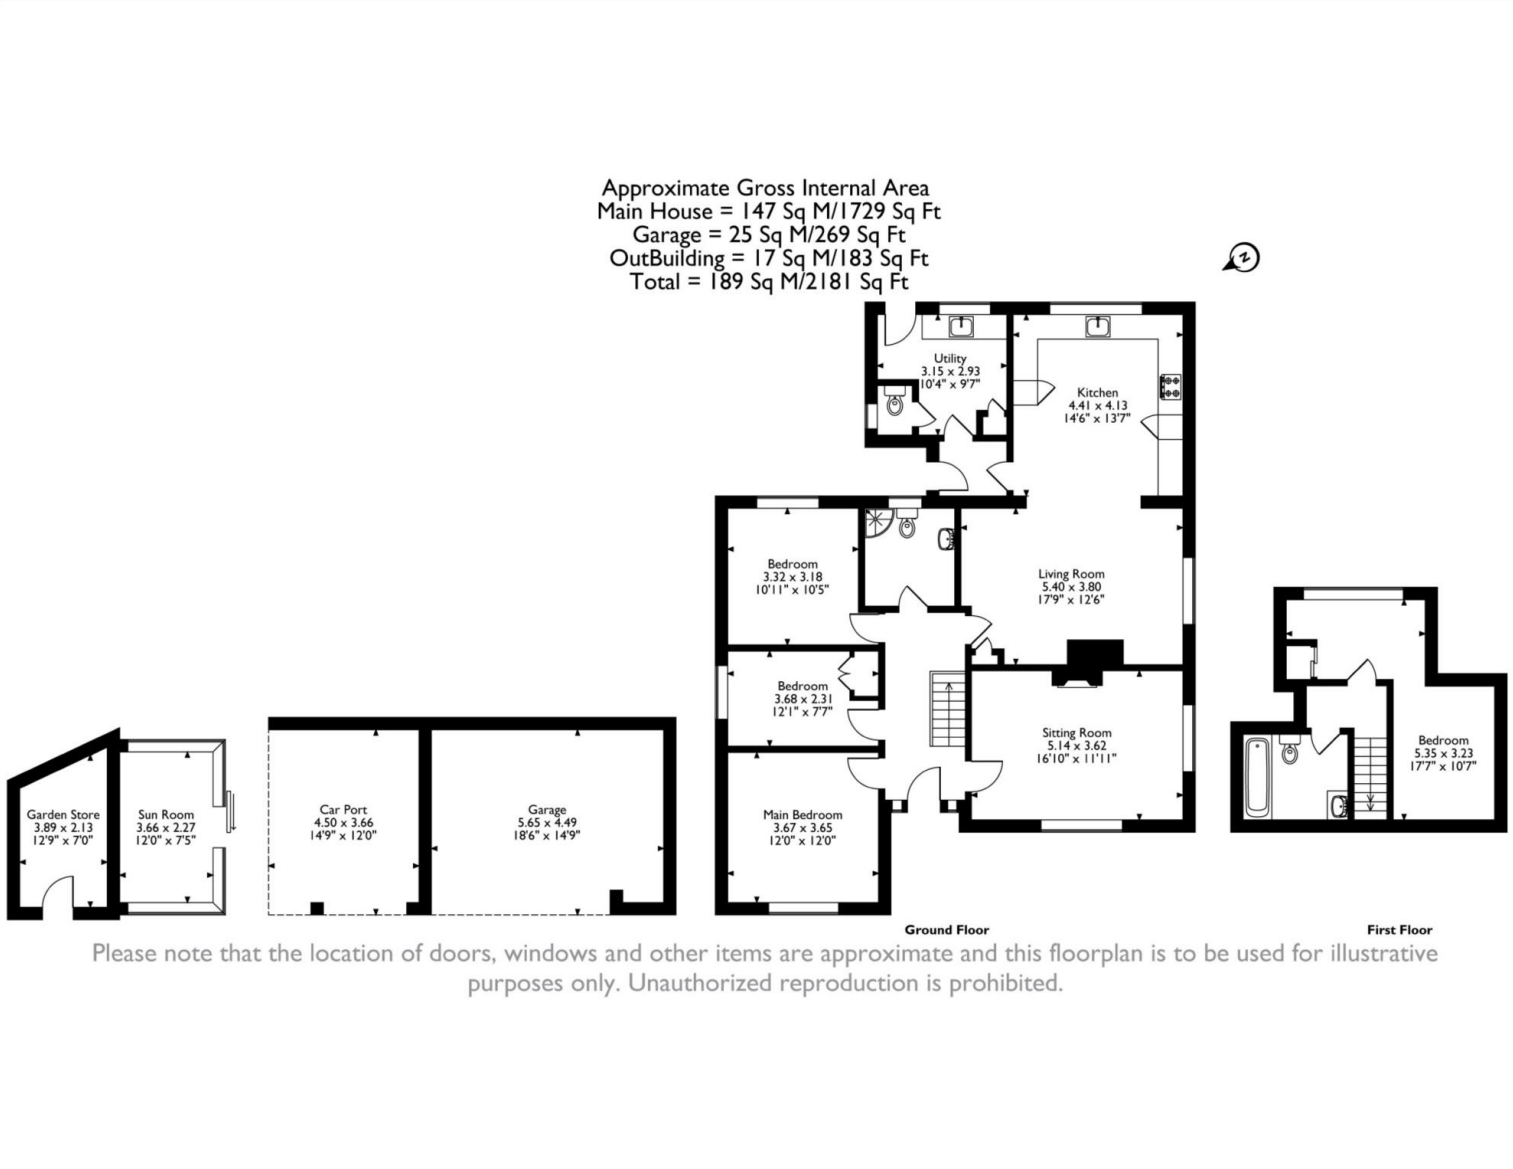 Approximate Gross Internal Area
Main House = 147 Sq M/1729 Sq Ft
Garage = 25 Sq M/269 Sq Ft
OutBuilding = 17 Sq M/183 Sq Ft
Total = 189 Sq M/2181 Sq Ft
N
Utility
3.15 x 2.93
10'4" x 9'7"
Kitchen
4.41 x 4.13
14'6" x 13'7"
Bedroom
3.32 x 3.18
10'11" x 10'5"
Living Room
5.40 x 3.80
17'9" x 12'6"
Bedroom
3.68 x 2.31
12'1" x 7'7"
Sitting Room
5.14 x 3.62
16'10" x 11'11"
Bedroom
5.35 x 3.23
17'7" x 10'7"
Garden Store
3.89 x 2.13
12'9" x 7'0"
Sun Room
3.66 x 2.27
12'0" x 7'5"
Car Port
4.50 x 3.66
14'9" x 12'0"
Garage
5.65 x 4.49
18'6" x 14'9"
Main Bedroom
3.67 x 3.65
12'0" x 12'0"
Ground Floor
First Floor
Please note that the location of doors, windows and other items are approximate and this floorplan is to be used for illustrative
purposes only. Unauthorized reproduction is prohibited.